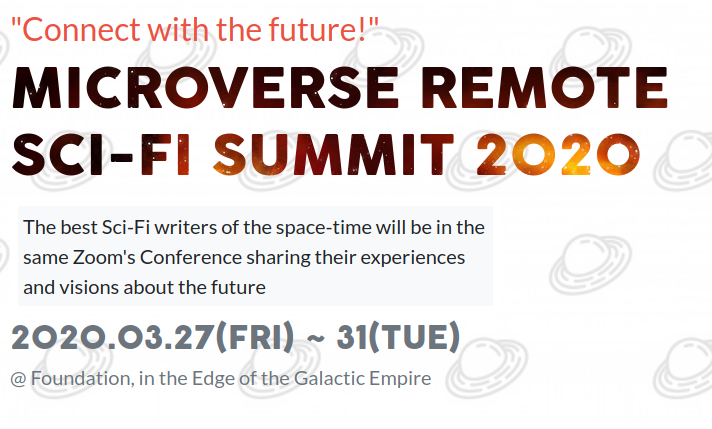 "Connect with the future!"
MICROVERSE REMOTE
SCI-FI SUMMIT 2020
The best Sci-Fi writers of the space-time will be in the
same Zoom's Conference sharing their experiences
and visions about the future
2020.03.27(FRI) ~ 31(TUE)
@ Foundation, in the Edge of the Galactic Empire